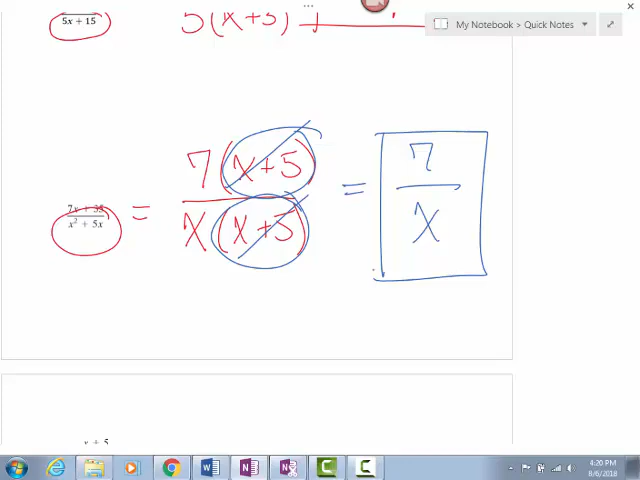 5x + 15
5(x+3)
My Notebook » Quick Notes
7x + 35
x² + 5x
= 7(x+5)
x(x+5)
= 7
x
x + 5
4:20 PM
8/6/2018